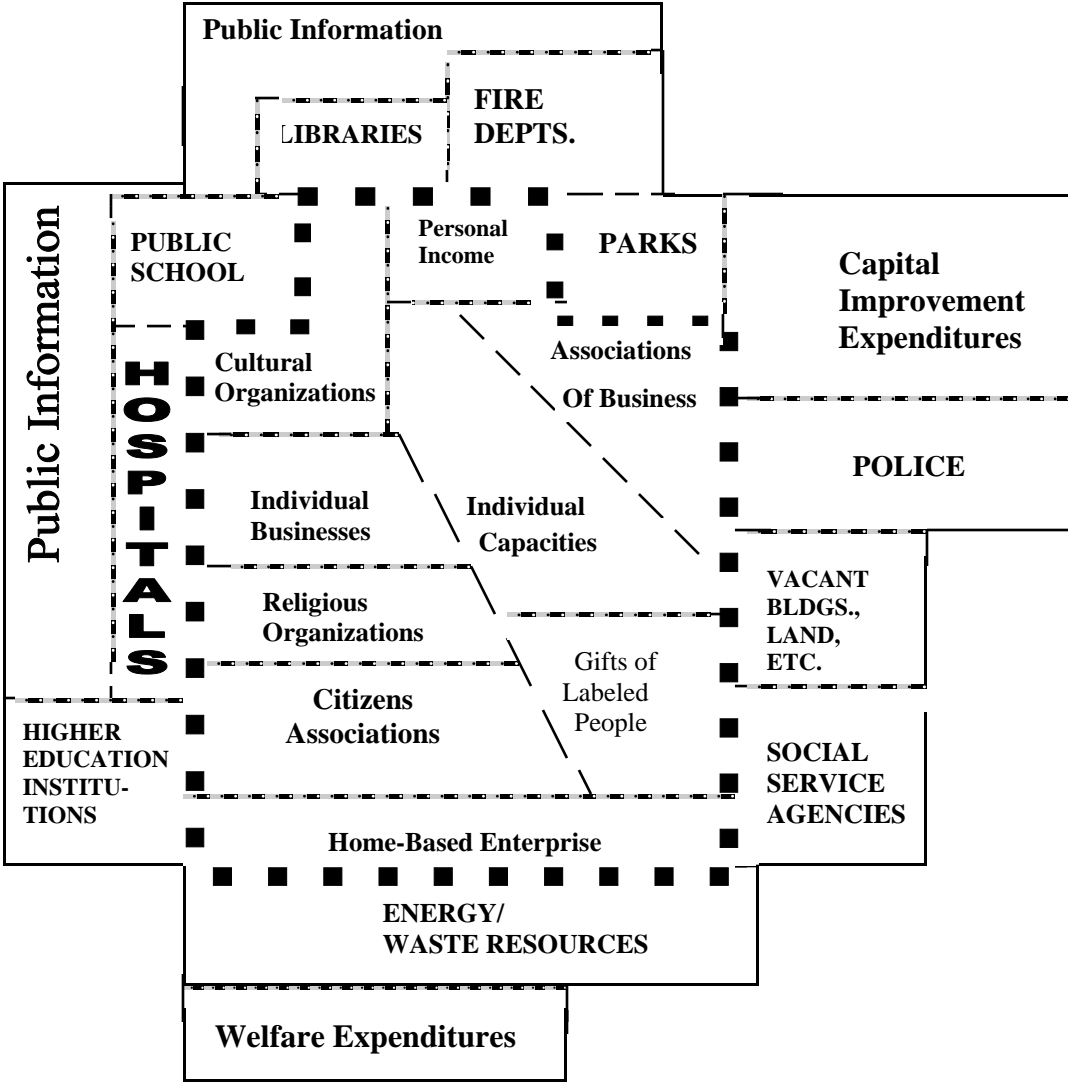 Public Information
FIRE
DEPTS.
LIBRARIES
Public Information
PUBLIC
SCHOOL
Personal
Income
PARKS
Capital
Improvement
Expenditures
HOSPITALS
Cultural
Organizations
Associations
Of Business
POLICE
Individual
Businesses
Individual
Capacities
VACANT
BLDGS.,
LAND,
ETC.
Religious
Organizations
Gifts of
Labeled
People
Citizens
Associations
HIGHER
EDUCATION
INSTITU-
TIONS
SOCIAL
SERVICE
AGENCIES
Home-Based Enterprise
ENERGY/
WASTE RESOURCES
Welfare Expenditures